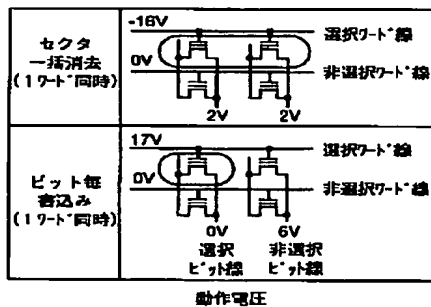 -16V
選択ワード線
セクタ
一括消去
(1ワード同時)
0V
非選択ワード線
2V 2V
17V
選択ワード線
ビット毎
書込み
(1ワード同時)
0V
非選択ワード線
0V 6V
選択 非選択
ビット線 ビット線
動作電圧